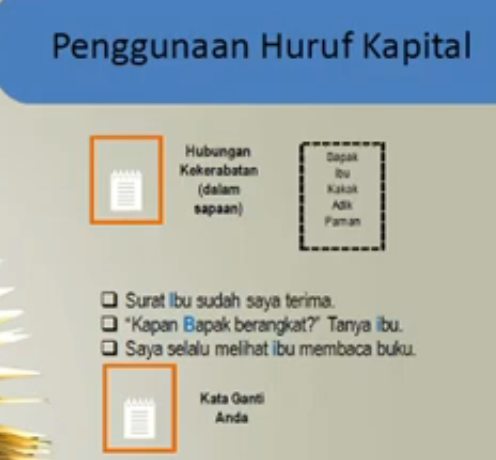 Penggunaan Huruf Kapital
Hubungan
Kekerabatan
(dalam
sapaan)
Bapak
Ibu
Kakak
Adik
Paman
❑ Surat Ibu sudah saya terima.
❑ "Kapan Bapak berangkat?" Tanya ibu.
❑ Saya selalu melihat ibu membaca buku.
Kata Ganti
Anda